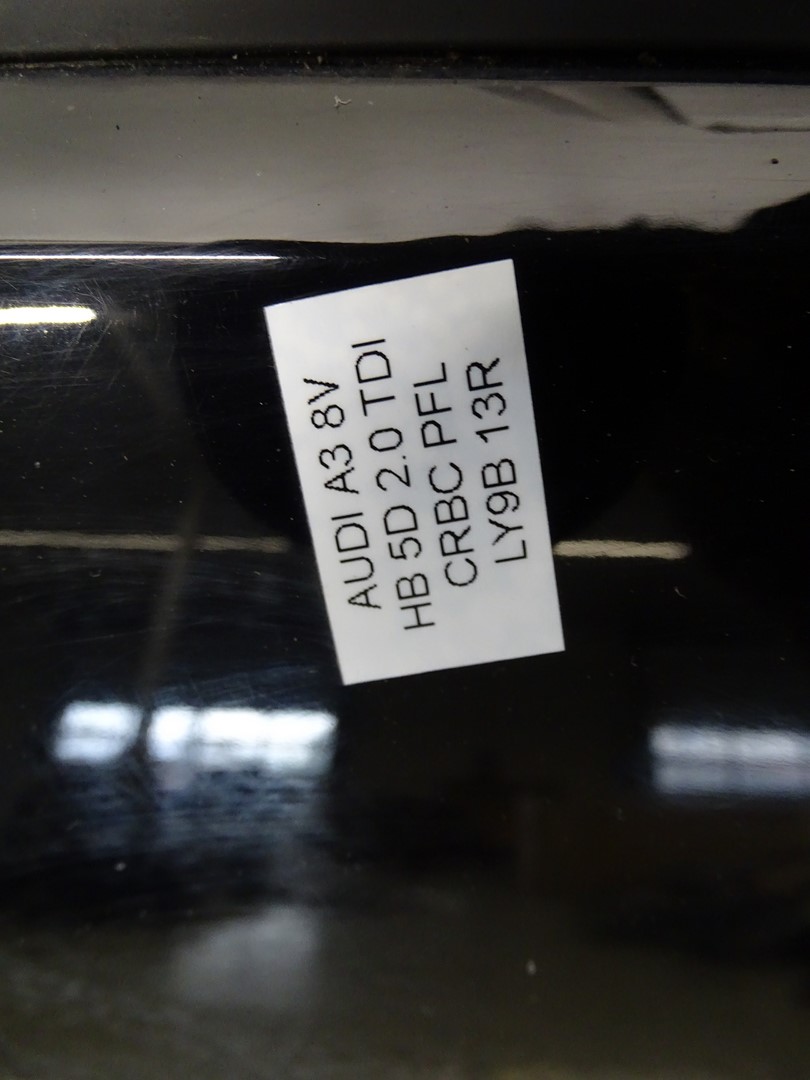 AUDI A3 8V
HB 5D 2.0 TDI
CRBC PFL
LY9B 13R